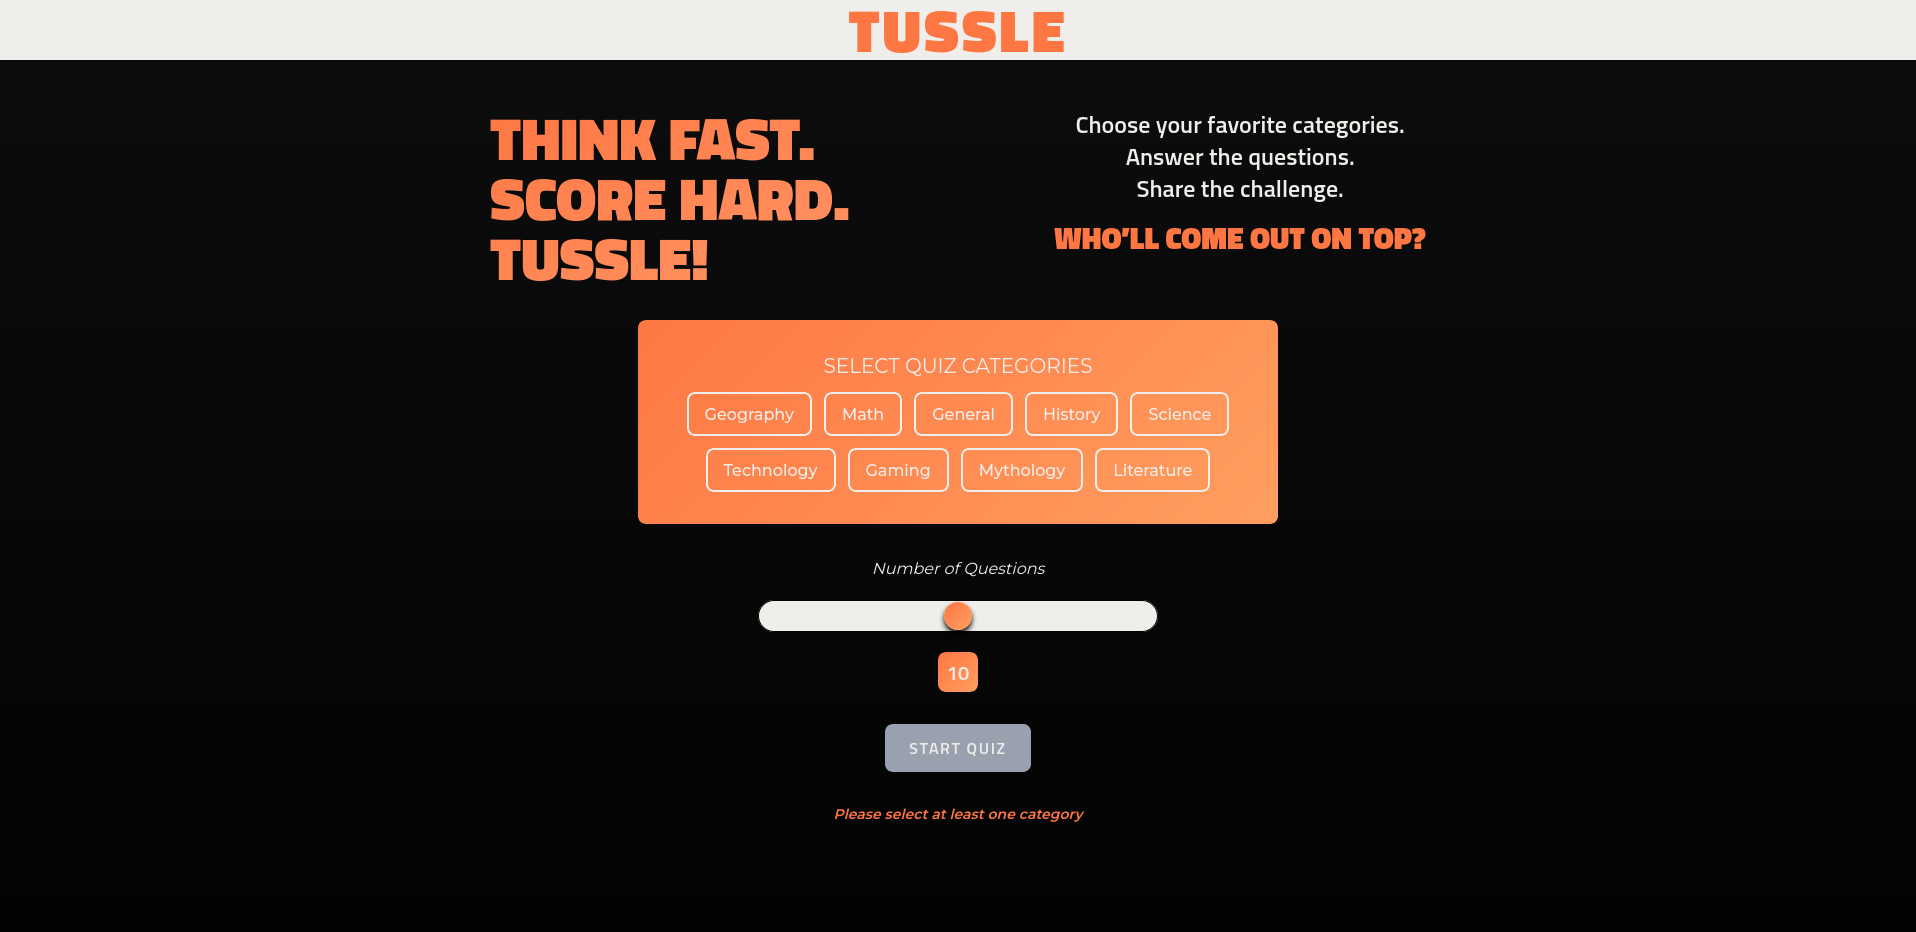 TUSSLE
THINK FAST.
SCORE HARD.
TUSSLE!
Choose your favorite categories.
Answer the questions.
Share the challenge.
WHO’LL COME OUT ON TOP?
SELECT QUIZ CATEGORIES
Geography Math General History Science
Technology Gaming Mythology Literature
Number of Questions
10
START QUIZ
Please select at least one category